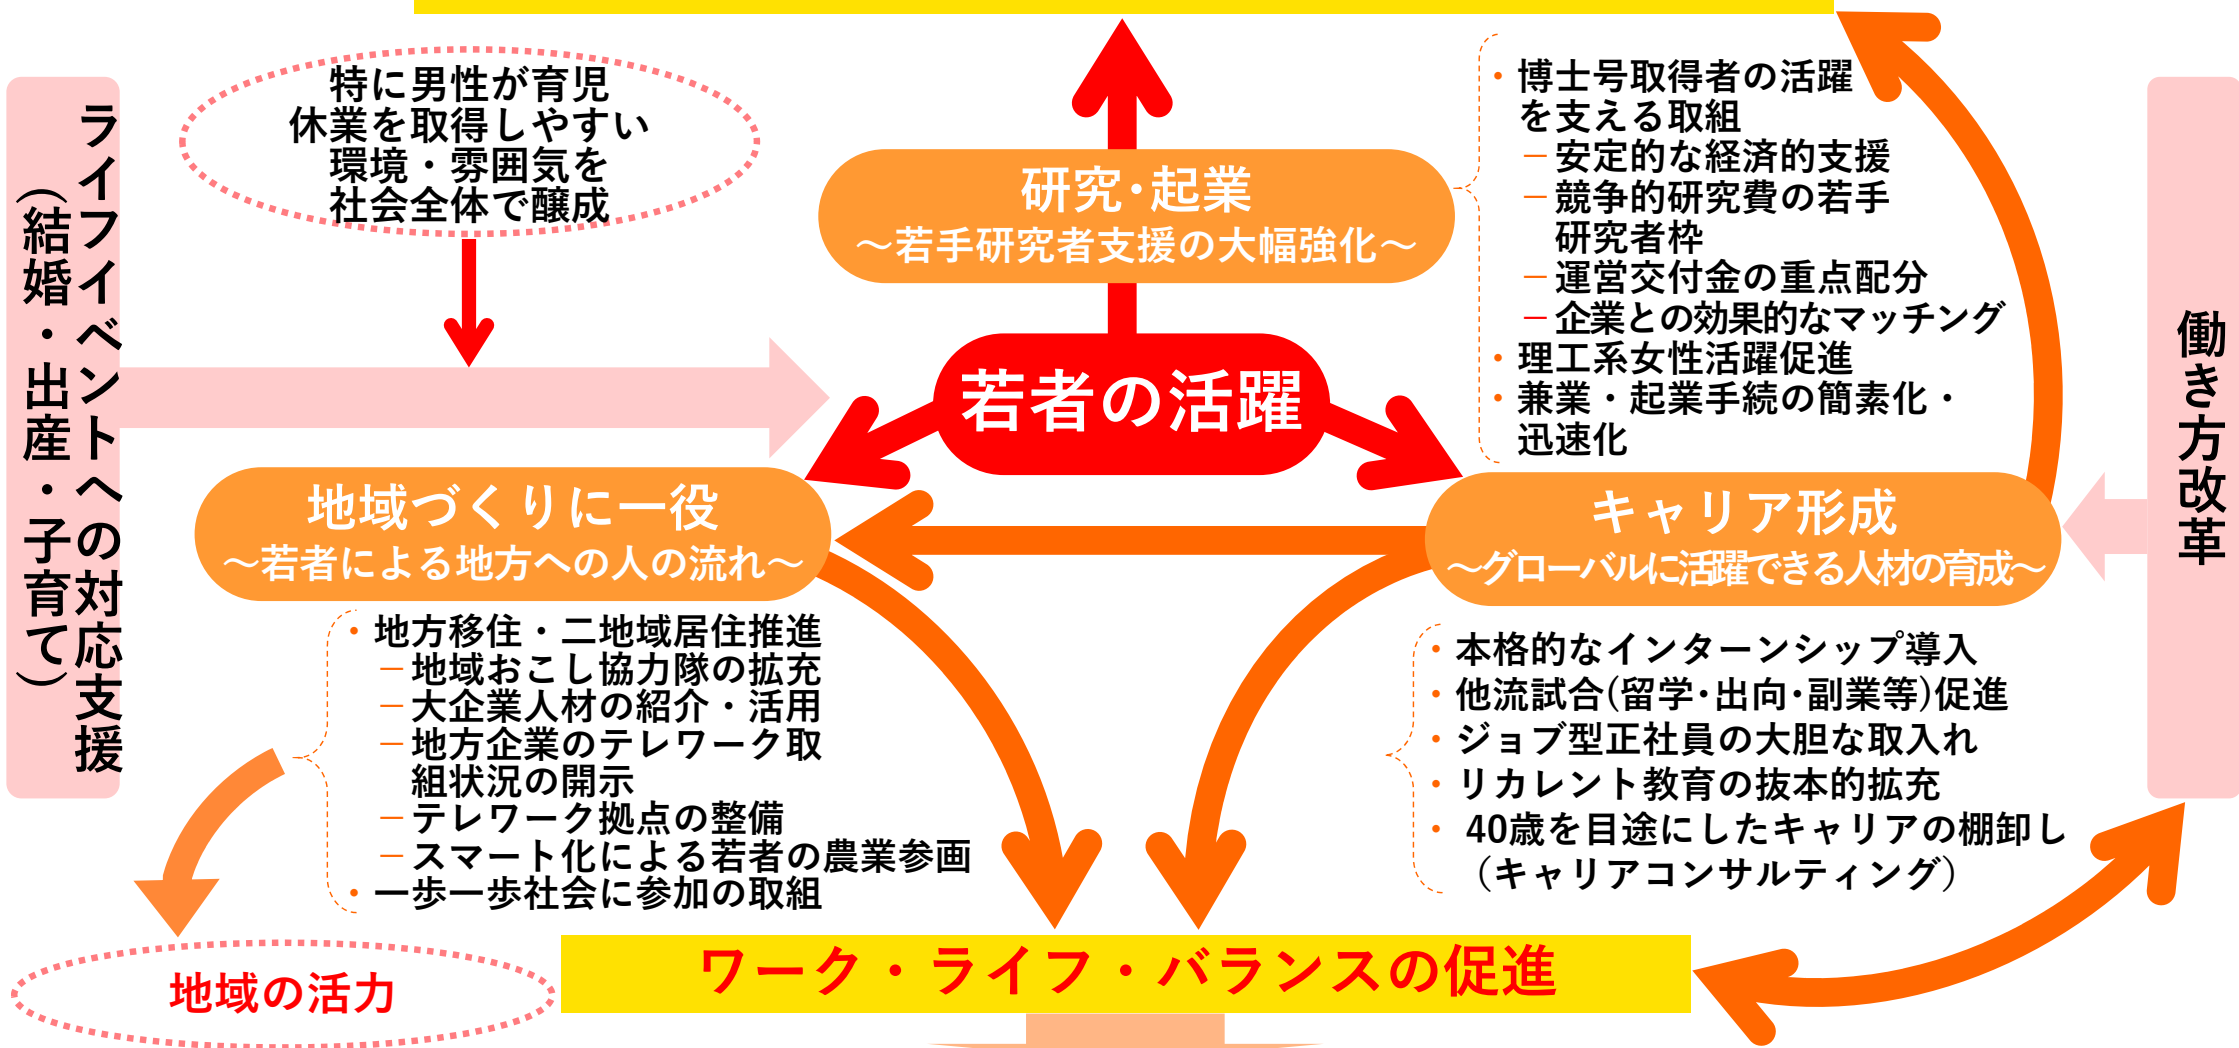 特に男性が育児
休業を取得しやすい
環境・雰囲気を
社会全体で醸成
ライフイベントへの対応支援
（結婚・出産・子育て）
研究･起業
～若手研究者支援の大幅強化～
・博士号取得者の活躍
を支える取組
－安定的な経済的支援
－競争的研究費の若手
研究者枠
－運営交付金の重点配分
－企業との効果的なマッチング
・理工系女性活躍促進
・兼業・起業手続の簡素化・
迅速化
働き方改革
若者の活躍
地域づくりに一役
～若者による地方への人の流れ～
・地方移住・二地域居住推進
－地域おこし協力隊の拡充
－大企業人材の紹介・活用
－地方企業のテレワーク取
組状況の開示
－テレワーク拠点の整備
－スマート化による若者の農業参画
・一歩一歩社会に参加の取組
キャリア形成
～グローバルに活躍できる人材の育成～
・本格的なインターンシップ導入
・他流試合(留学･出向･副業等)促進
・ジョブ型正社員の大胆な取入れ
・リカレント教育の抜本的拡充
・40歳を目途にしたキャリアの棚卸し
（キャリアコンサルティング）
地域の活力
ワーク・ライフ・バランスの促進